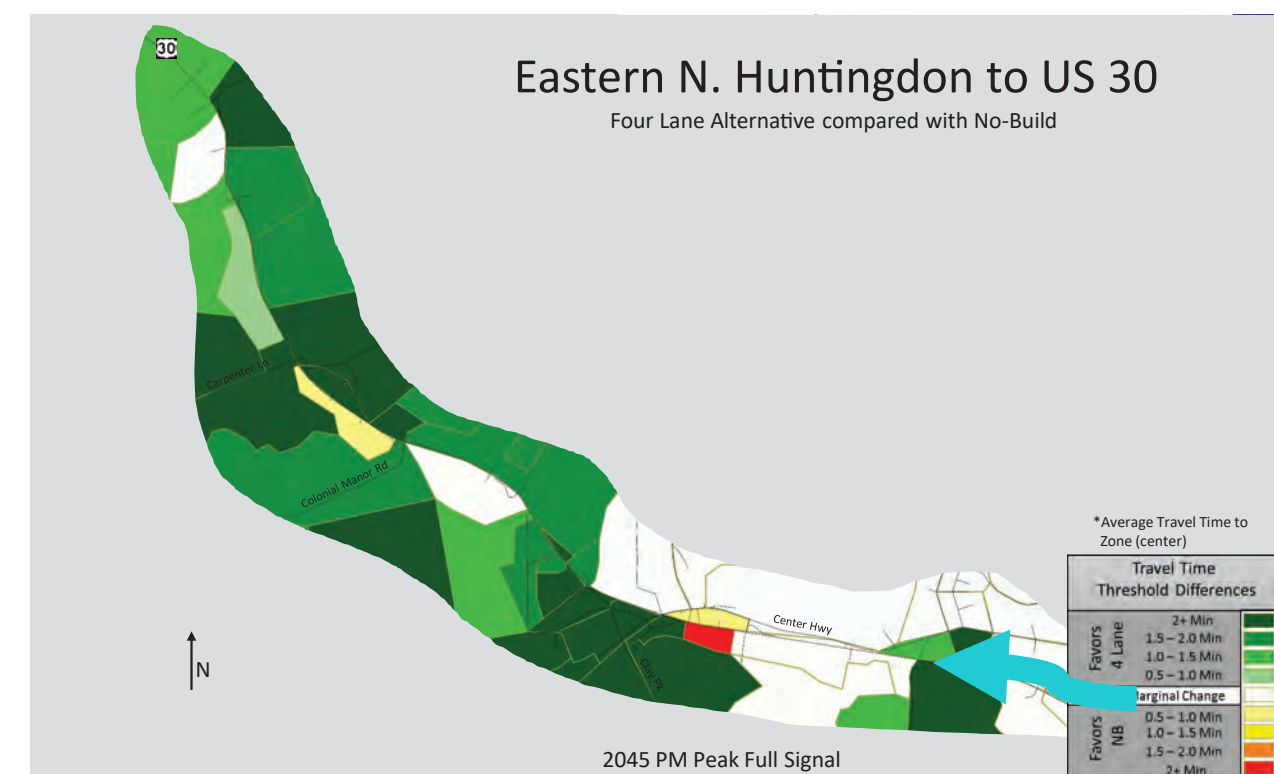 30
Eastern N. Huntingdon to US 30
Four Lane Alternative compared with No-Build
Carpenter Ln
Colonial Manor Rd
*Average Travel Time to
Zone (center)
Travel Time
Threshold Differences
Favors
4 Lane
2+ Min
1.5 – 2.0 Min
1.0 – 1.5 Min
0.5 – 1.0 Min
Marginal Change
Favors
NB
0.5 – 1.0 Min
1.0 – 1.5 Min
1.5 – 2.0 Min
2+ Min
Center Hwy
Clay Pk
N
2045 PM Peak Full Signal